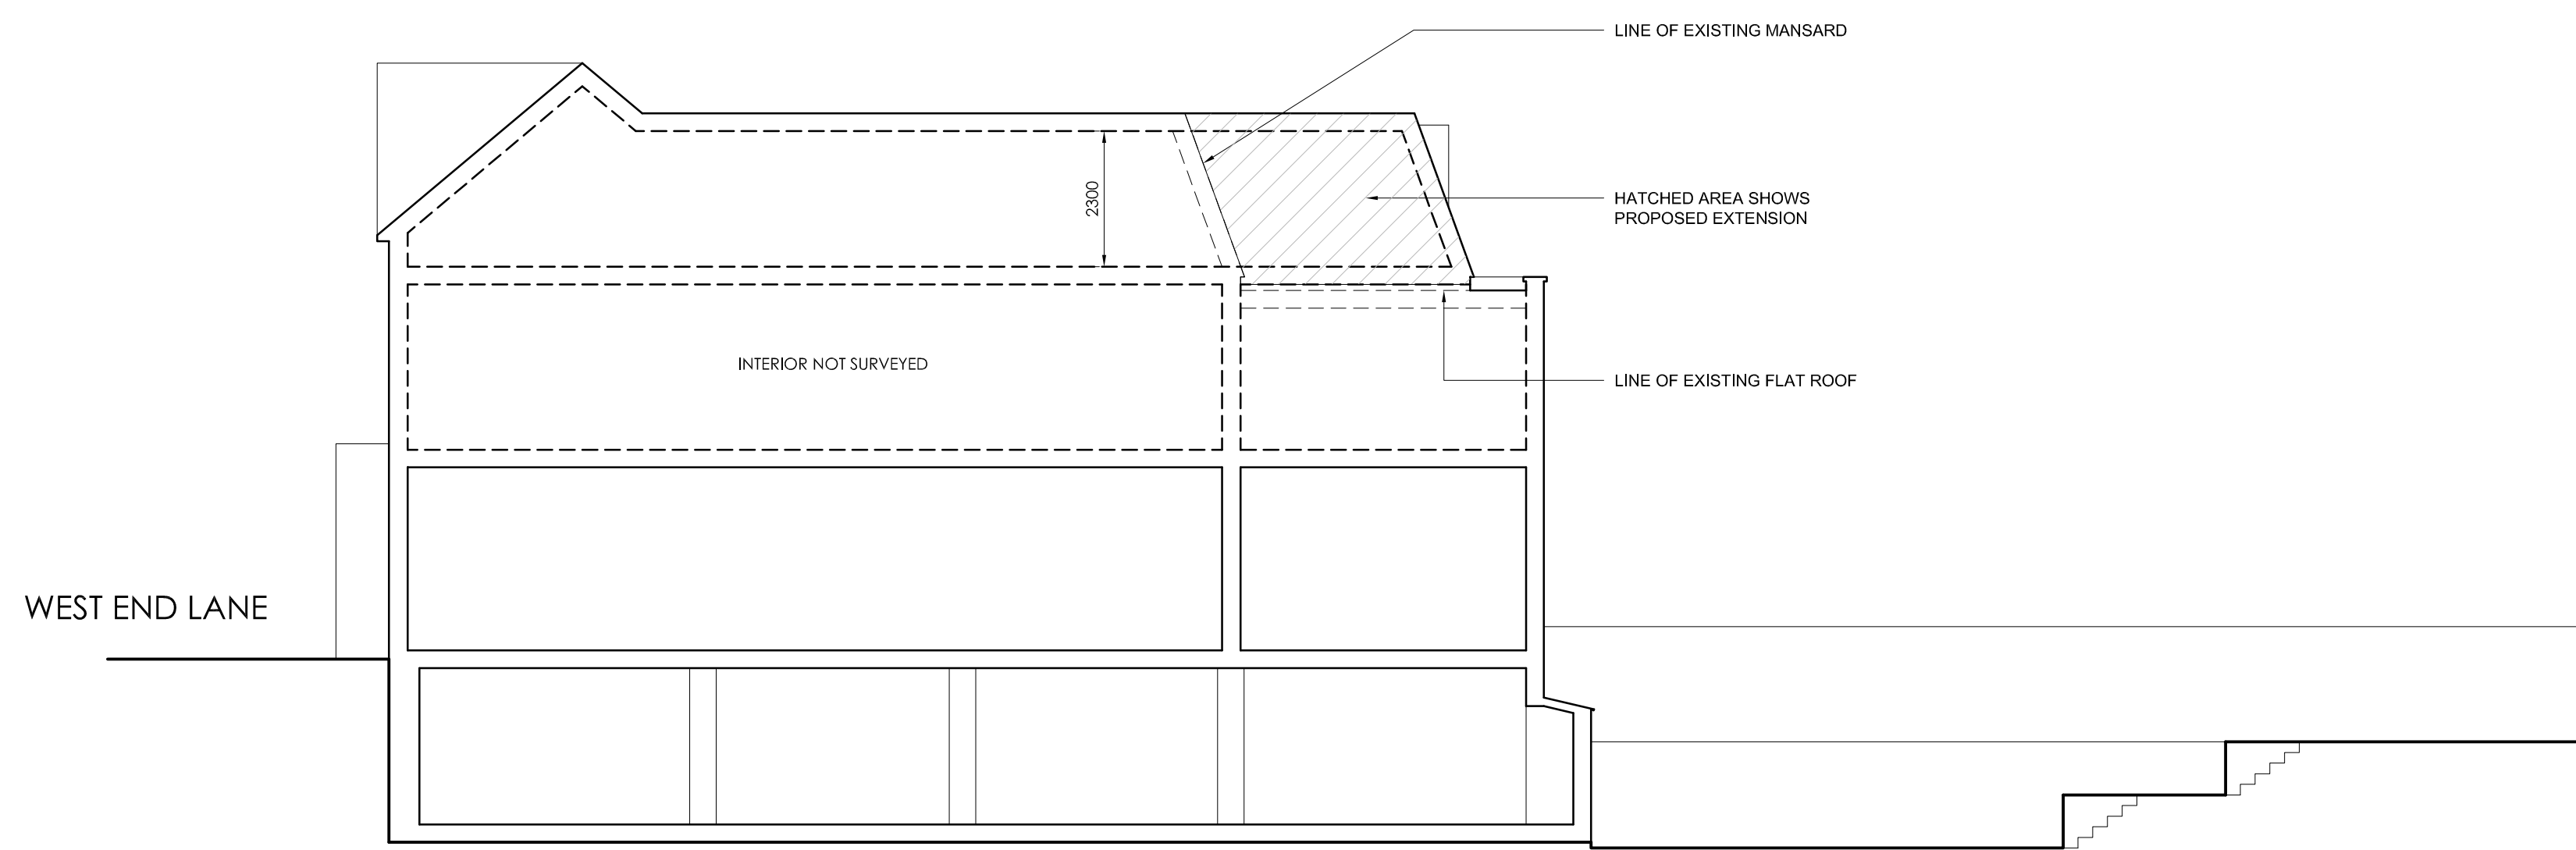 LINE OF EXISTING MANSARD
2300
HATCHED AREA SHOWS
PROPOSED EXTENSION
INTERIOR NOT SURVEYED
LINE OF EXISTING FLAT ROOF
WEST END LANE